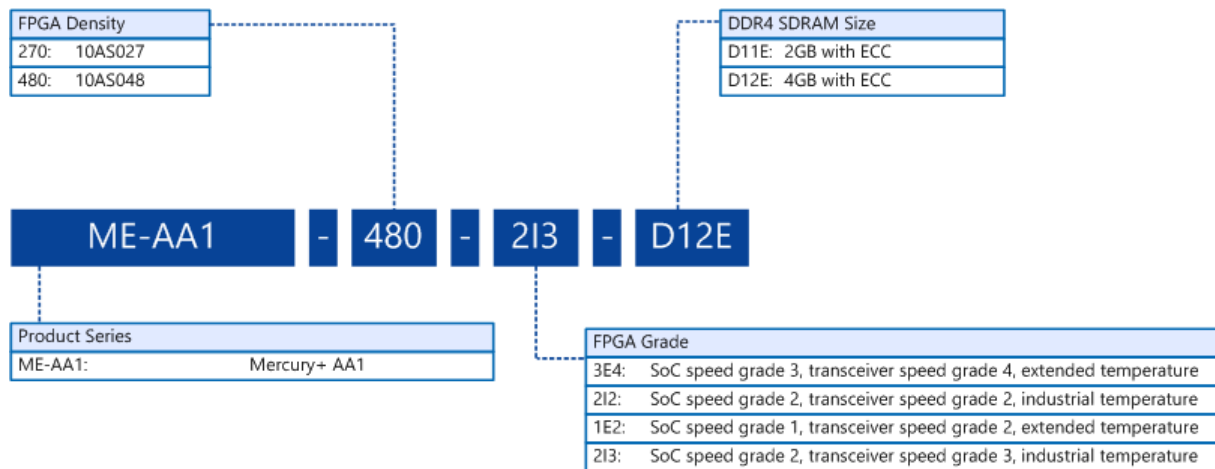 FPGA Density
270: 10AS027
480: 10AS048
DDR4 SDRAM Size
D11E: 2GB with ECC
D12E: 4GB with ECC
ME-AA1 - 480 - 2I3 - D12E
Product Series
ME-AA1: Mercury+ AA1
FPGA Grade
3E4: SoC speed grade 3, transceiver speed grade 4, extended temperature
2I2: SoC speed grade 2, transceiver speed grade 2, industrial temperature
1E2: SoC speed grade 1, transceiver speed grade 2, extended temperature
2I3: SoC speed grade 2, transceiver speed grade 3, industrial temperature